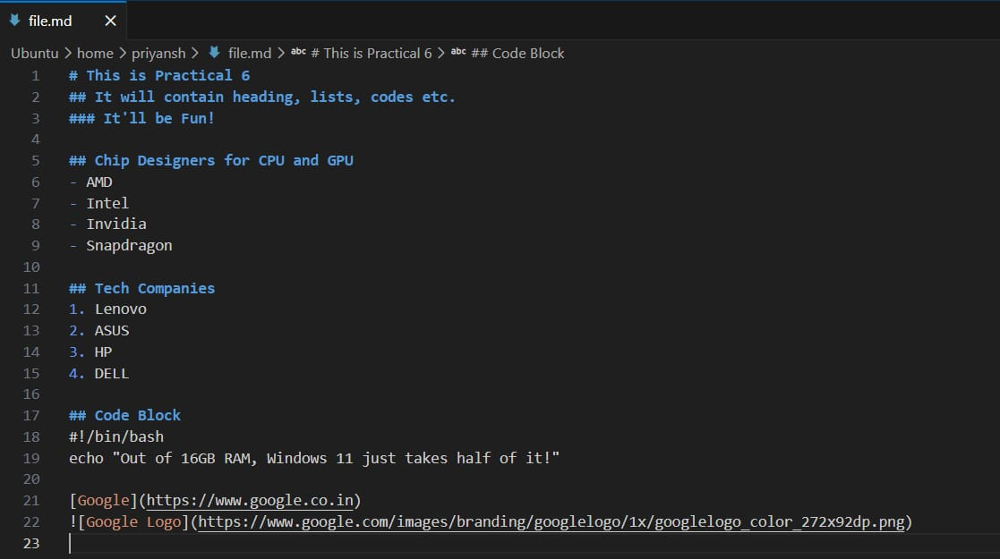 file.md
Ubuntu > home > priyansh > file.md > abc # This is Practical 6 > abc ## Code Block
1 # This is Practical 6
2 ## It will contain heading, lists, codes etc.
3 ### It'll be Fun!
4
5 ## Chip Designers for CPU and GPU
6 - AMD
7 - Intel
8 - Invidia
9 - Snapdragon
10
11 ## Tech Companies
12 1. Lenovo
13 2. ASUS
14 3. HP
15 4. DELL
16
17 ## Code Block
18 #!/bin/bash
19 echo "Out of 16GB RAM, Windows 11 just takes half of it!"
20
21 [Google](https://www.google.co.in)
22 ![Google Logo](https://www.google.com/images/branding/googlelogo/1x/googlelogo_color_272x92dp.png)
23